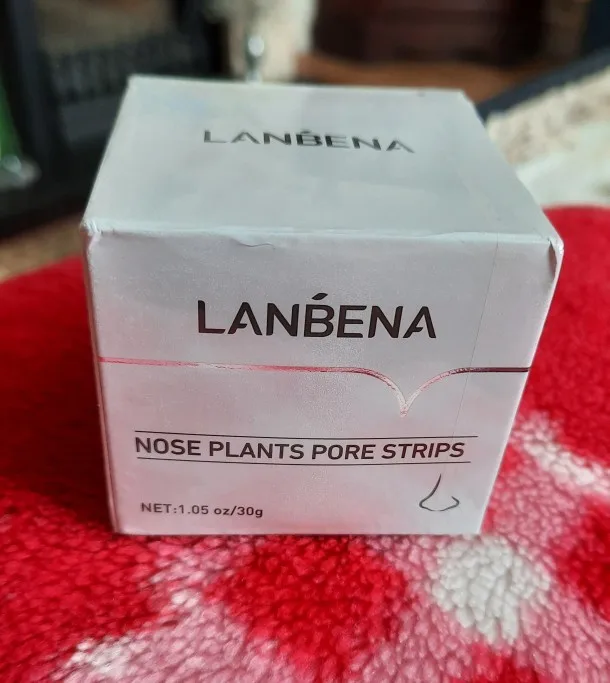 LANBENA
LANBENA
NOSE PLANTS PORE STRIPS
NET:1.05 oz/30g